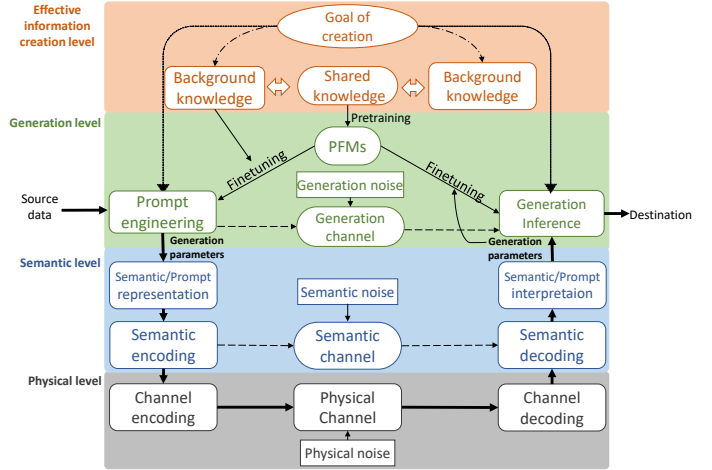 Effective
information
creation level
Goal of
creation
Background
knowledge
Shared
knowledge
Background
knowledge
Pretraining
Generation level
PFMs
Finetuning
Finetuning
Generation noise
Source
data
Prompt
engineering
Generation
channel
Generation
Inference
Destination
Generation
parameters
Generation
parameters
Semantic level
Semantic/Prompt
representation
Semantic noise
Semantic/Prompt
interpretaion
Semantic
encoding
Semantic
channel
Semantic
decoding
Physical level
Channel
encoding
Physical
Channel
Channel
decoding
Physical noise